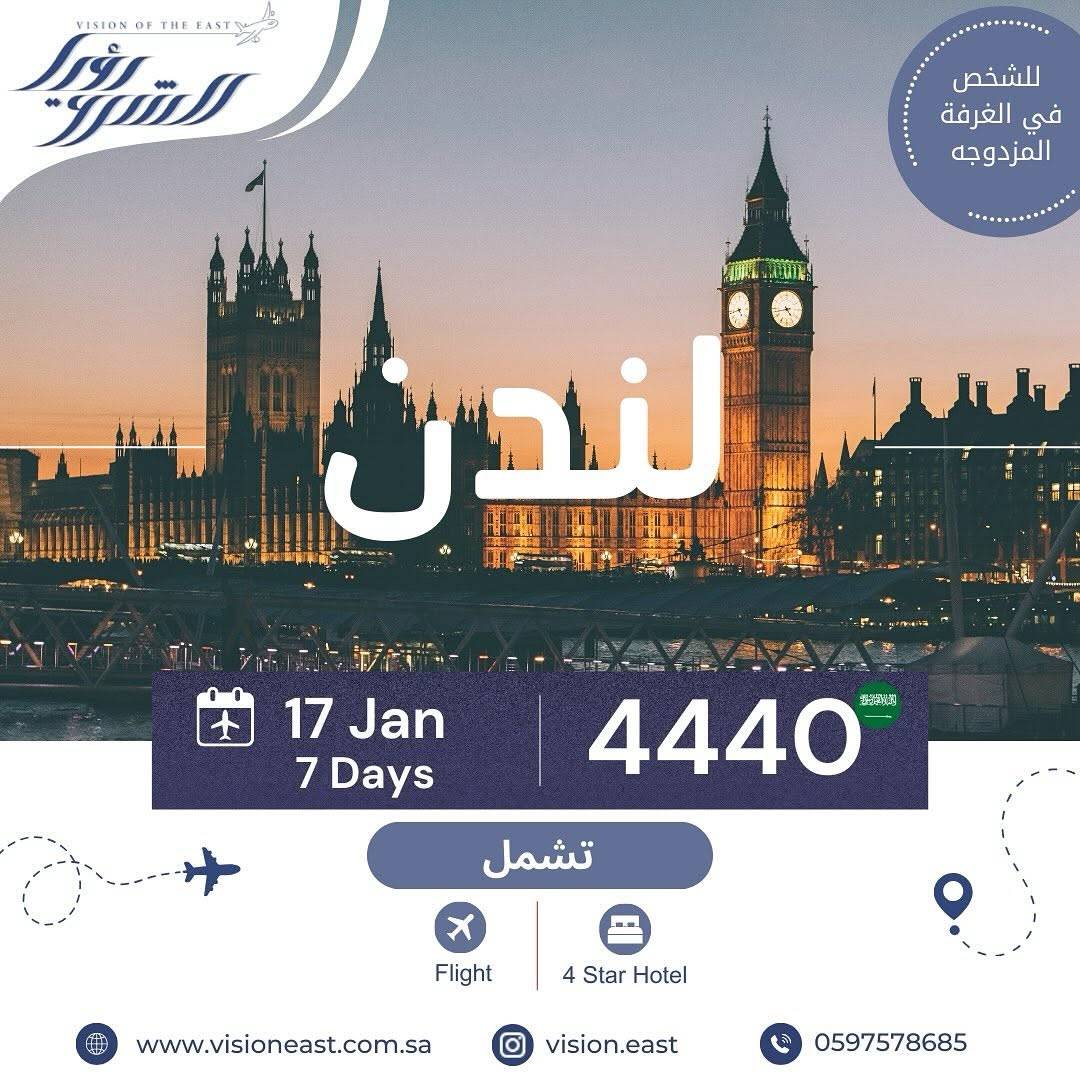 VISION OF THE EAST
رؤيا
الشرق
للشخص
في الغرفة
المزدوجه
لندن
17 Jan
7 Days
4440
تشمل
Flight
4 Star Hotel
www.visioneast.com.sa
vision.east
0597578685